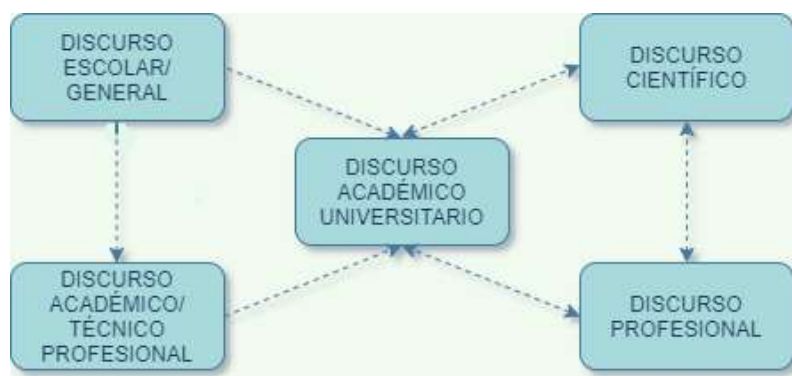 DISCURSO
ESCOLAR/
GENERAL
DISCURSO
CIENTÍFICO
DISCURSO
ACADÉMICO
UNIVERSITARIO
DISCURSO
ACADÉMICO/
TÉCNICO
PROFESIONAL
DISCURSO
PROFESIONAL